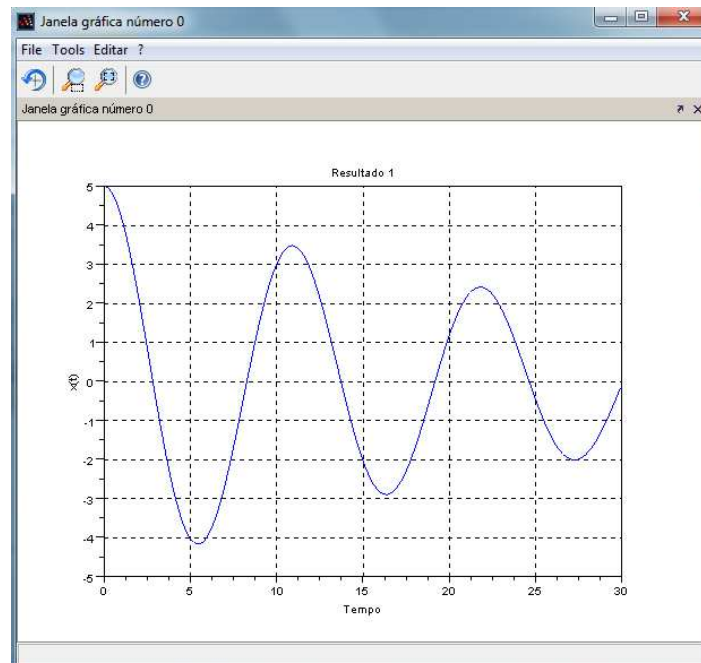 Janela gráfica número 0
File Tools Editar ?
Janela gráfica número 0
Resultado 1
5
4
3
2
1
0
-1
-2
-3
-4
-5
x(t)
0 5 10 15 20 25 30
Tempo